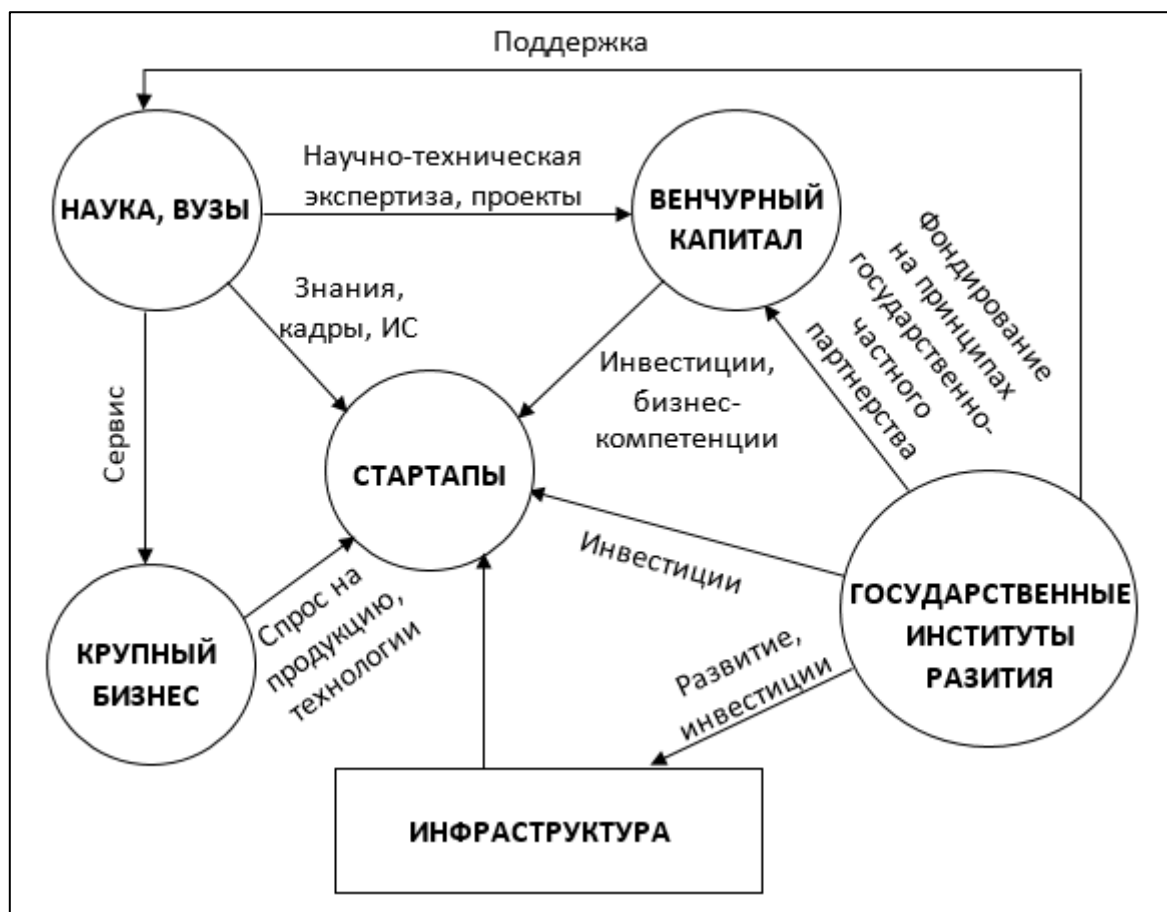 Поддержка
Научно-техническая
экспертиза, проекты
НАУКА, ВУЗЫ
ВЕНЧУРНЫЙ
КАПИТАЛ
Фондирование
на принципах
государственно-
частного
партнерства
Знания,
кадры, ИС
Инвестиции,
бизнес-
компетенции
Сервис
СТАРТАПЫ
Инвестиции
ГОСУДАРСТВЕННЫЕ
ИНСТИТУТЫ
РАЗИТИЯ
КРУПНЫЙ
БИЗНЕС
Спрос на
продукцию,
технологии
Развитие,
инвестиции
ИНФРАСТРУКТУРА